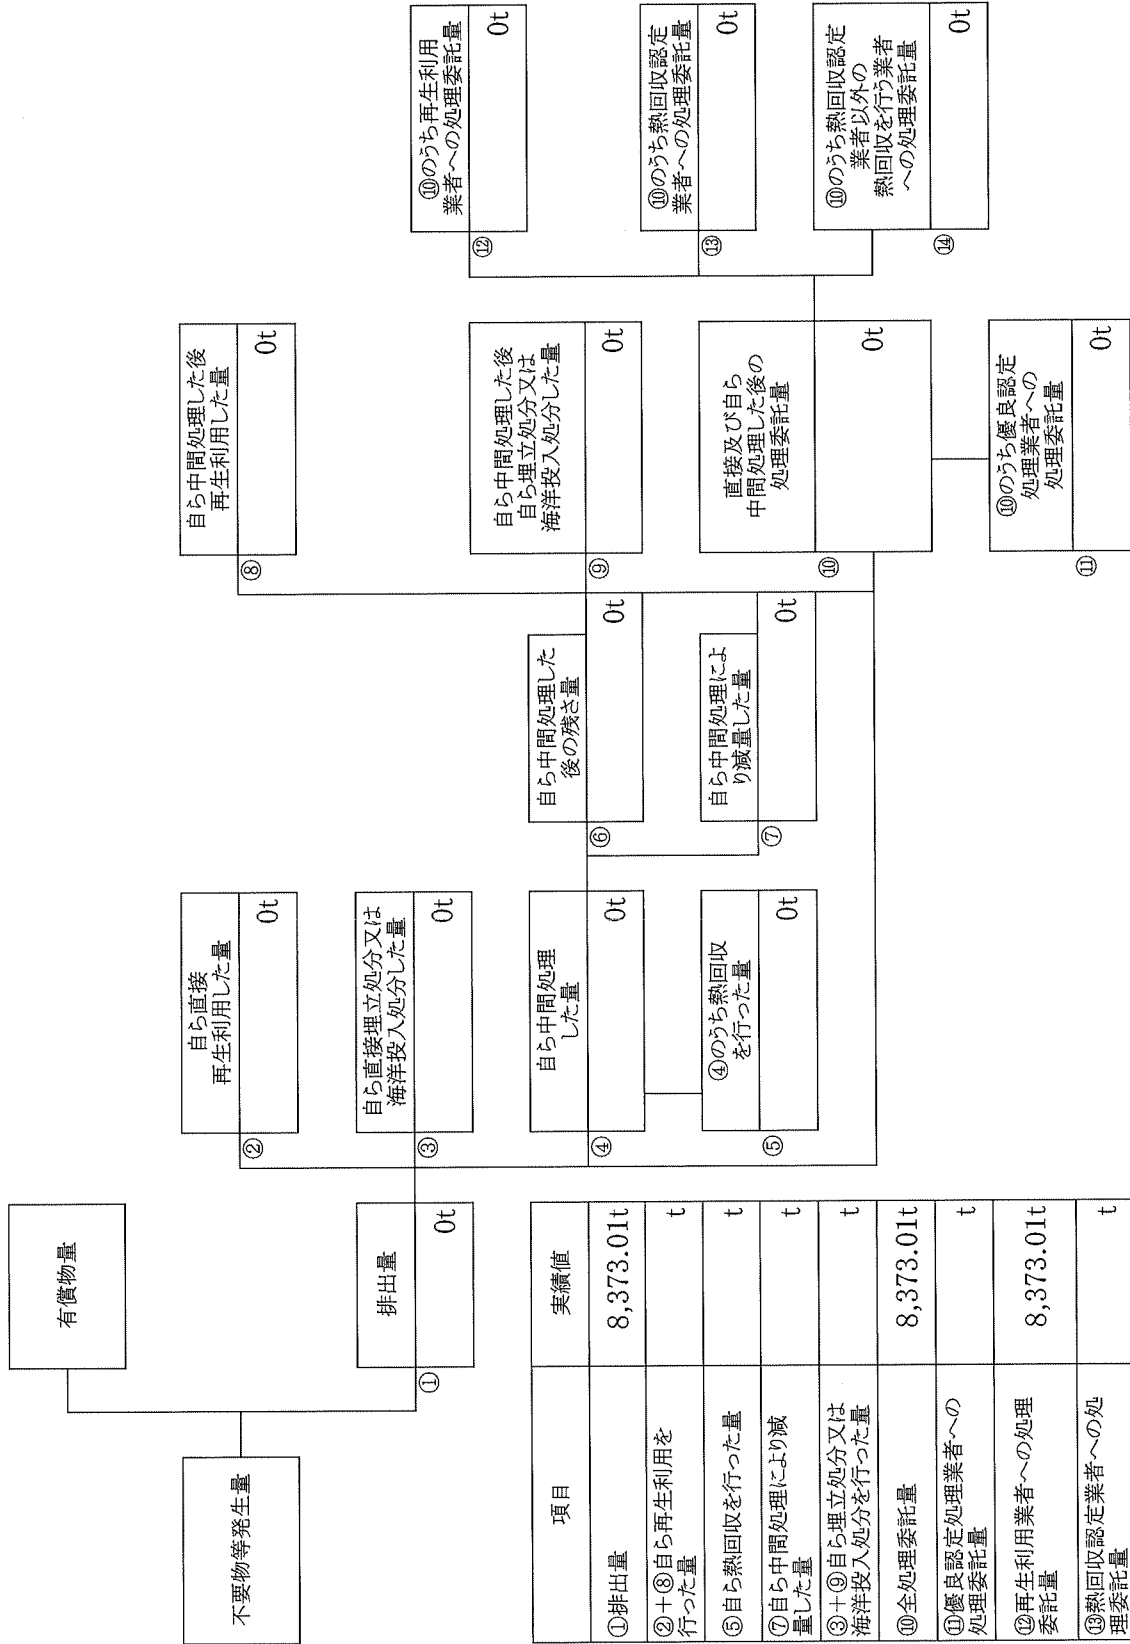 不要物等発生量
有償物量
排出量
①
0t
自ら直接
再生利用した量
②
0t
自ら直接埋立処分又は
海洋投入処分した量
③
0t
自ら中間処理
した量
④
0t
④のうち熱回収
を行った量
⑤
0t
自ら中間処理した
後の残さ量
⑥
0t
自ら中間処理によ
り減量した量
⑦
0t
自ら中間処理した後
再生利用した量
⑧
0t
自ら中間処理した後
自ら埋立処分又は
海洋投入処分した量
⑨
0t
直接及び自ら
中間処理した後の
処理委託量
⑩
0t
⑩のうち優良認定
処理業者への
処理委託量
⑪
0t
⑩のうち再生利用
業者への処理委託量
⑫
0t
⑩のうち熱回収認定
業者への処理委託量
⑬
0t
⑩のうち熱回収認定
業者以外の
熱回収を行う業者
への処理委託量
⑭
0t
項目 実績値
①排出量 8,373.01t
②+⑧自ら再生利用を
行った量 t
⑤自ら熱回収を行った量 t
⑦自ら中間処理により減
量した量 t
③+⑨自ら埋立処分又は
海洋投入処分を行った量 t
⑩全処理委託量 8,373.01t
⑪優良認定処理業者への
処理委託量 t
⑫再生利用業者への処理
委託量 8,373.01t
⑬熱回収認定業者への処
理委託量 t